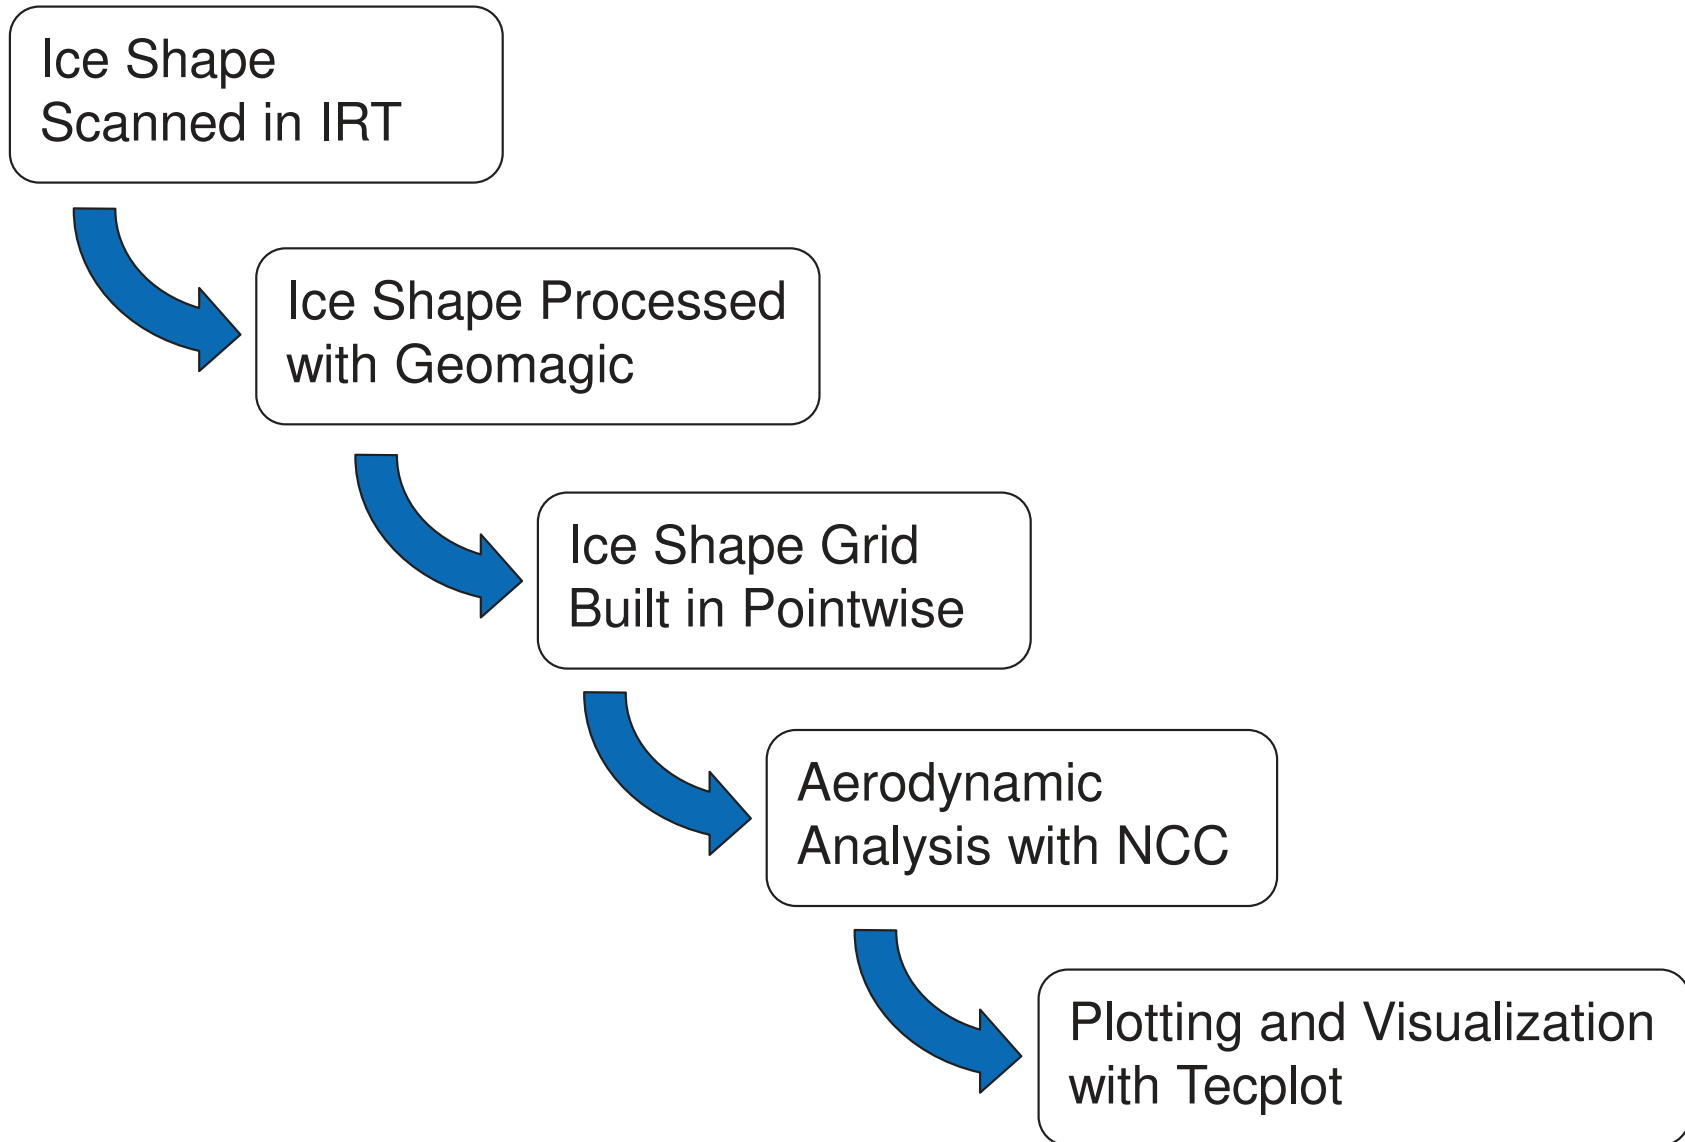 Ice Shape
Scanned in IRT
Ice Shape Processed
with Geomagic
Ice Shape Grid
Built in Pointwise
Aerodynamic
Analysis with NCC
Plotting and Visualization
with Tecplot